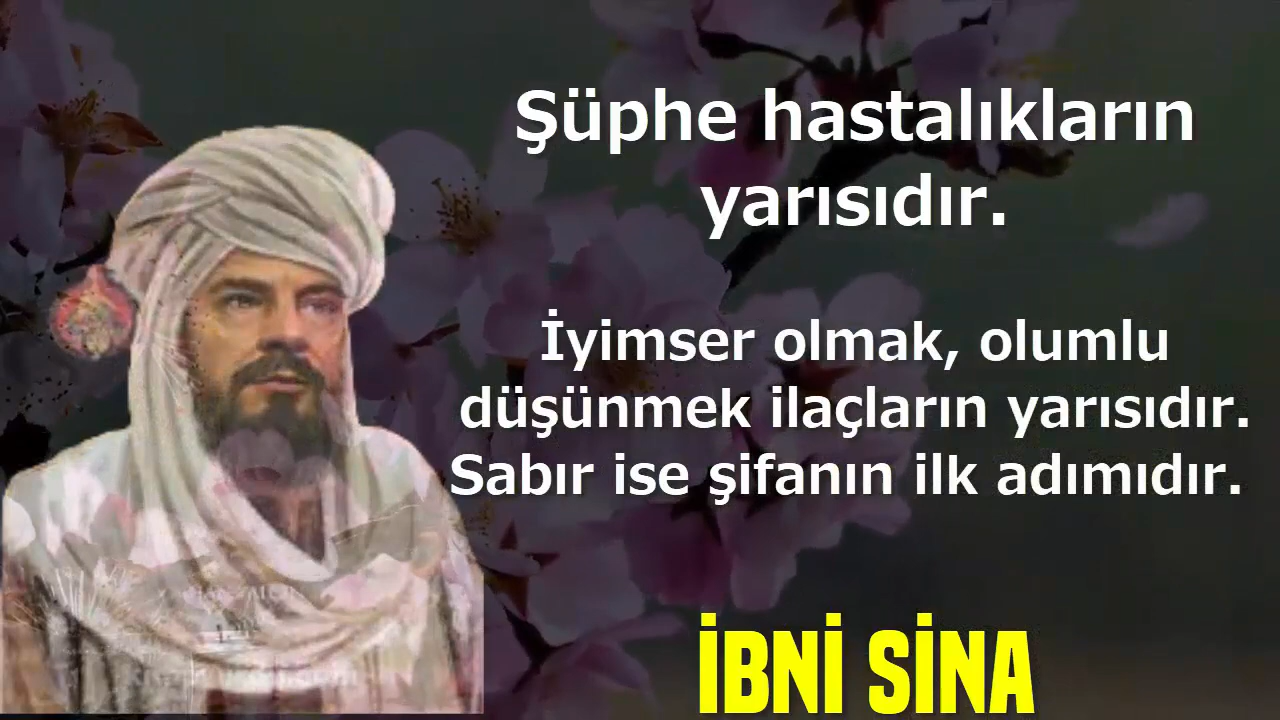 Şüphe hastalıkların
yarısıdır.
İyimser olmak, olumlu
düşünmek ilaçların yarısıdır.
Sabır ise şifanın ilk adımıdır.
İBNİ SİNA